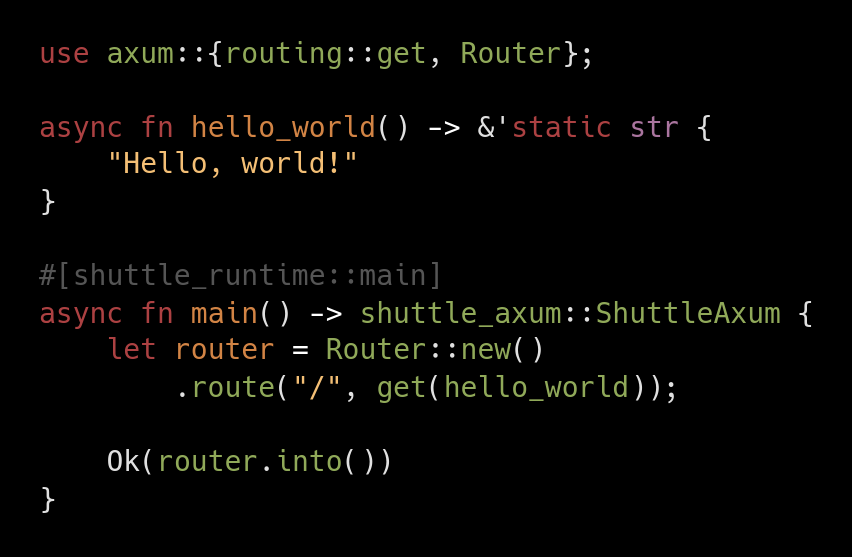 use axum::{routing::get, Router};

async fn hello_world() -> &'static str {
    "Hello, world!"
}

#[shuttle_runtime::main]
async fn main() -> shuttle_axum::ShuttleAxum {
    let router = Router::new()
        .route("/", get(hello_world));

    Ok(router.into())
}